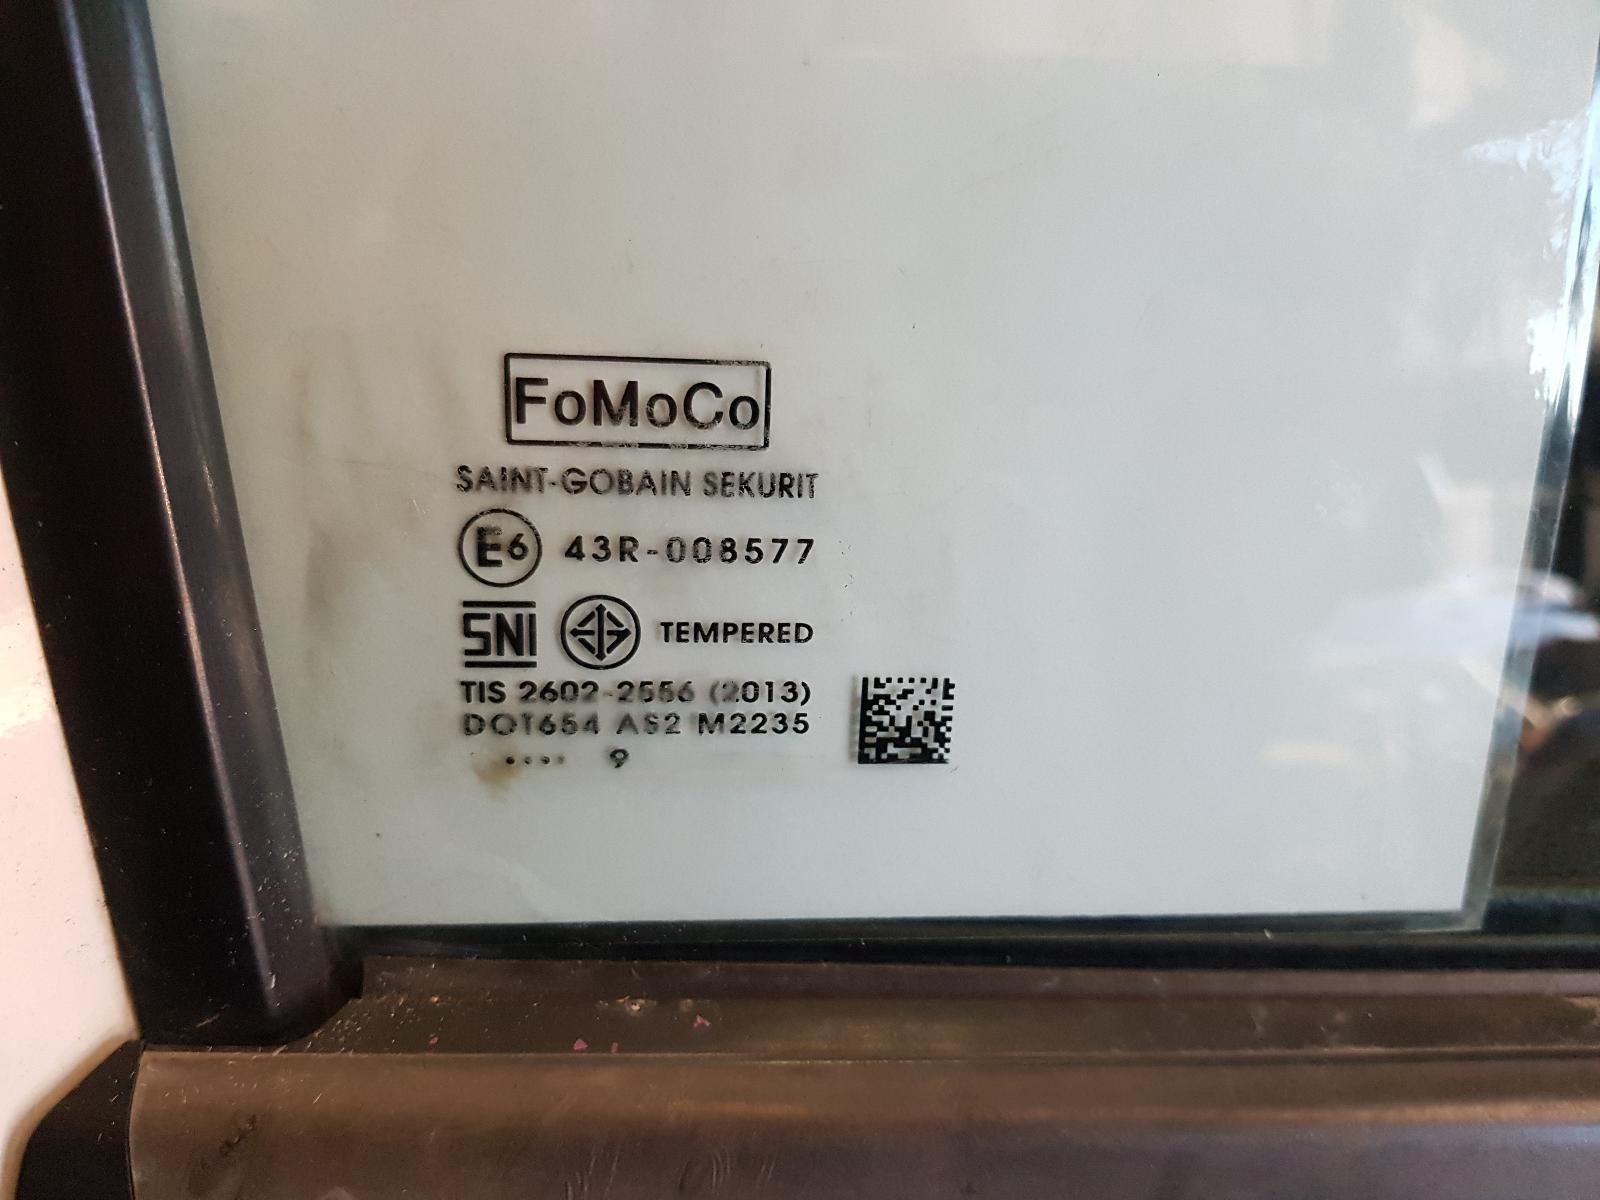 FoMoCo
SAINT-GOBAIN SEKURIT
E6 43R-008577
SNI TEMPERED
TIS 2602-2556 (2013)
DOT654 AS2 M2235
.... 9